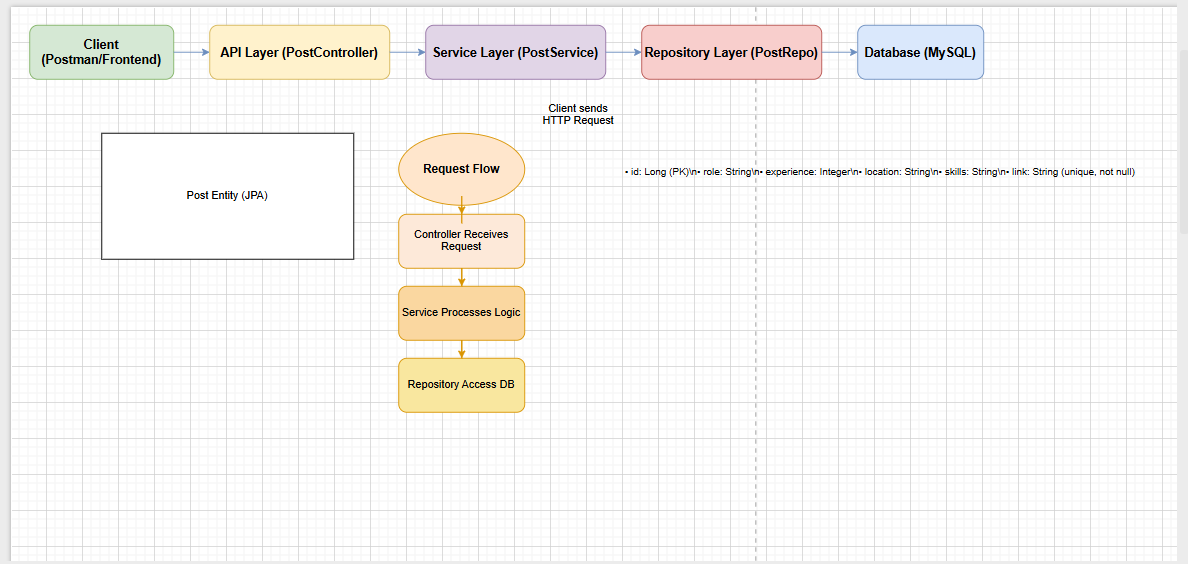 Client
(Postman/Frontend)
API Layer (PostController)
Service Layer (PostService)
Repository Layer (PostRepo)
Database (MySQL)
Client sends
HTTP Request
Request Flow
• id: Long (PK)\n• role: String\n• experience: Integer\n• location: String\n• skills: String\n• link: String (unique, not null)
Post Entity (JPA)
Controller Receives
Request
Service Processes Logic
Repository Access DB